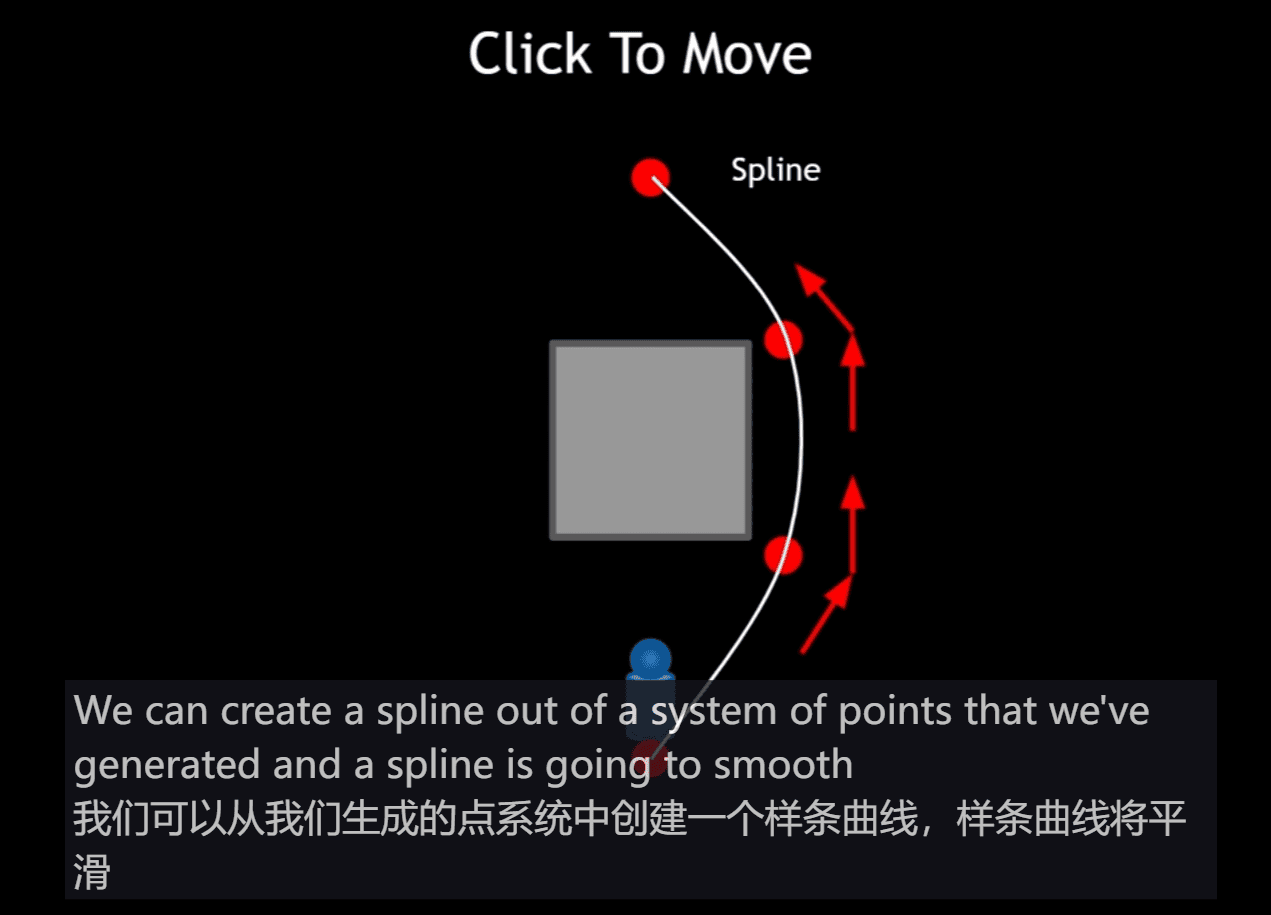 Click To Move
Spline
We can create a spline out of a system of points that we've
generated and a spline is going to smooth
我们可以从我们生成的点系统中创建一个样条曲线，样条曲线将平
滑